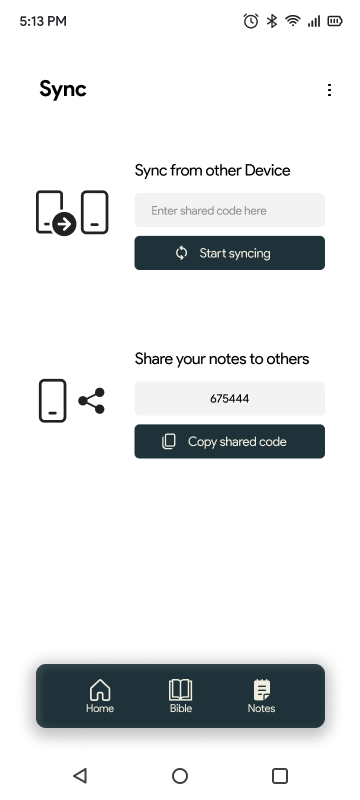 5:13 PM
Sync
Sync from other Device
Enter shared code here
Start syncing
Share your notes to others
675444
Copy shared code
Home Bible Notes